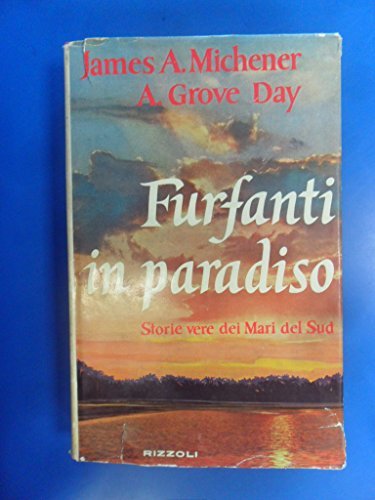 James A. Michener
A. Grove Day
Furfanti
in paradiso
Storie vere dei Mari del Sud
RIZZOLI